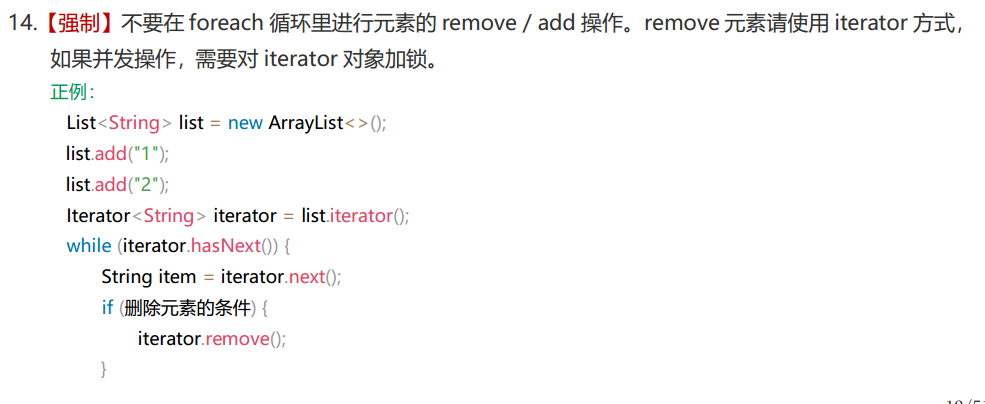 14.【强制】不要在 foreach 循环里进行元素的 remove / add 操作。remove 元素请使用 iterator 方式，
如果并发操作，需要对 iterator 对象加锁。
正例：
List<String> list = new ArrayList<>();
list.add("1");
list.add("2");
Iterator<String> iterator = list.iterator();
while (iterator.hasNext()) {
String item = iterator.next();
if (删除元素的条件) {
iterator.remove();
}